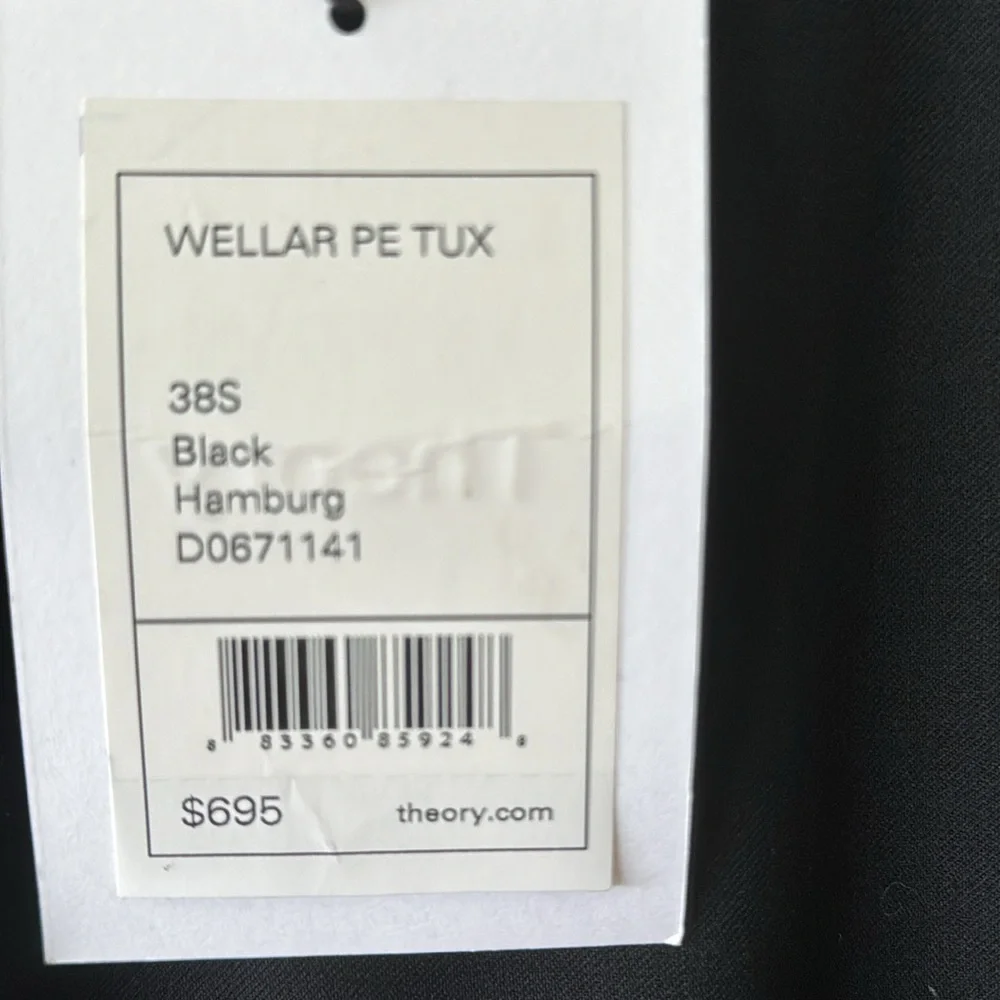 WELLAR PE TUX
38S
Black
Hamburg
D0671141
8 83360 85924 8
$695 theory.com